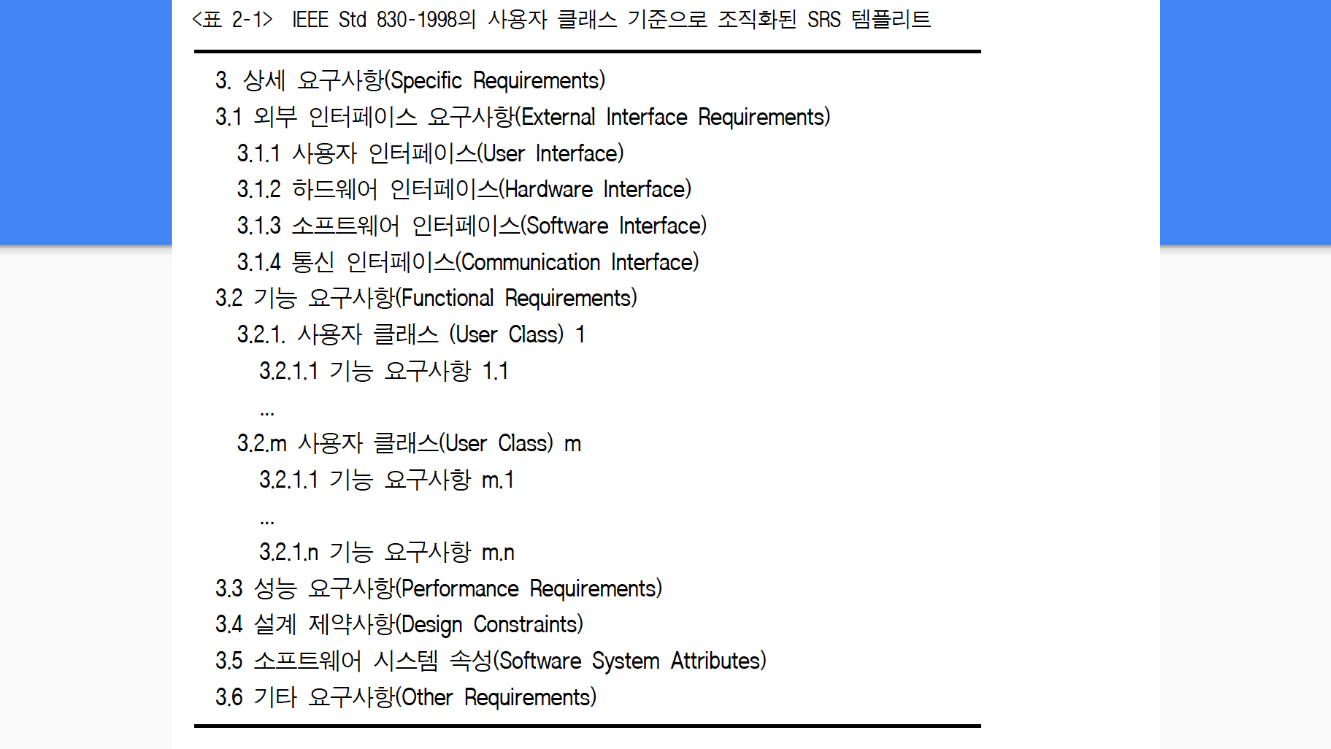 <표 2-1> IEEE Std 830-1998의 사용자 클래스 기준으로 조직화된 SRS 템플리트
3. 상세 요구사항(Specific Requirements)
3.1 외부 인터페이스 요구사항(External Interface Requirements)
3.1.1 사용자 인터페이스(User Interface)
3.1.2 하드웨어 인터페이스(Hardware Interface)
3.1.3 소프트웨어 인터페이스(Software Interface)
3.1.4 통신 인터페이스(Communication Interface)
3.2 기능 요구사항(Functional Requirements)
3.2.1. 사용자 클래스 (User Class) 1
3.2.1.1 기능 요구사항 1.1
...
3.2.m 사용자 클래스(User Class) m
3.2.1.1 기능 요구사항 m.1
...
3.2.1.n 기능 요구사항 m.n
3.3 성능 요구사항(Performance Requirements)
3.4 설계 제약사항(Design Constraints)
3.5 소프트웨어 시스템 속성(Software System Attributes)
3.6 기타 요구사항(Other Requirements)